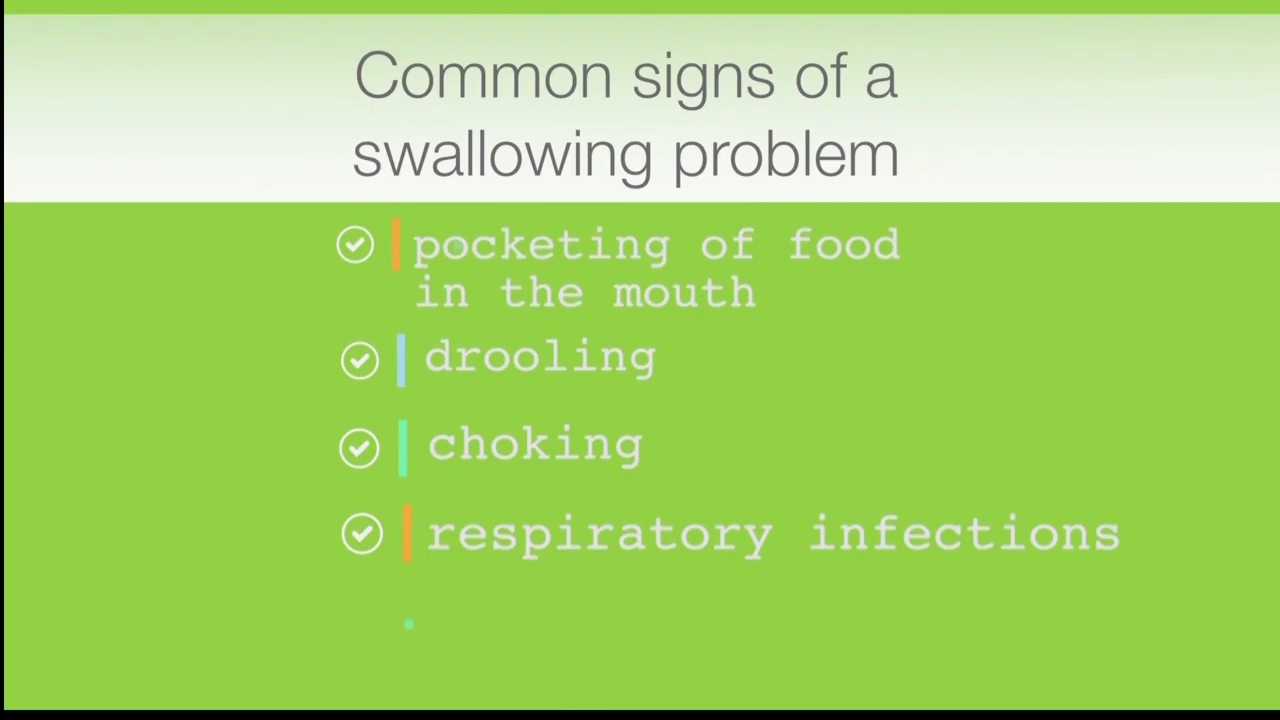 Common signs of a
swallowing problem
pocketing of food
in the mouth
drooling
choking
respiratory infections